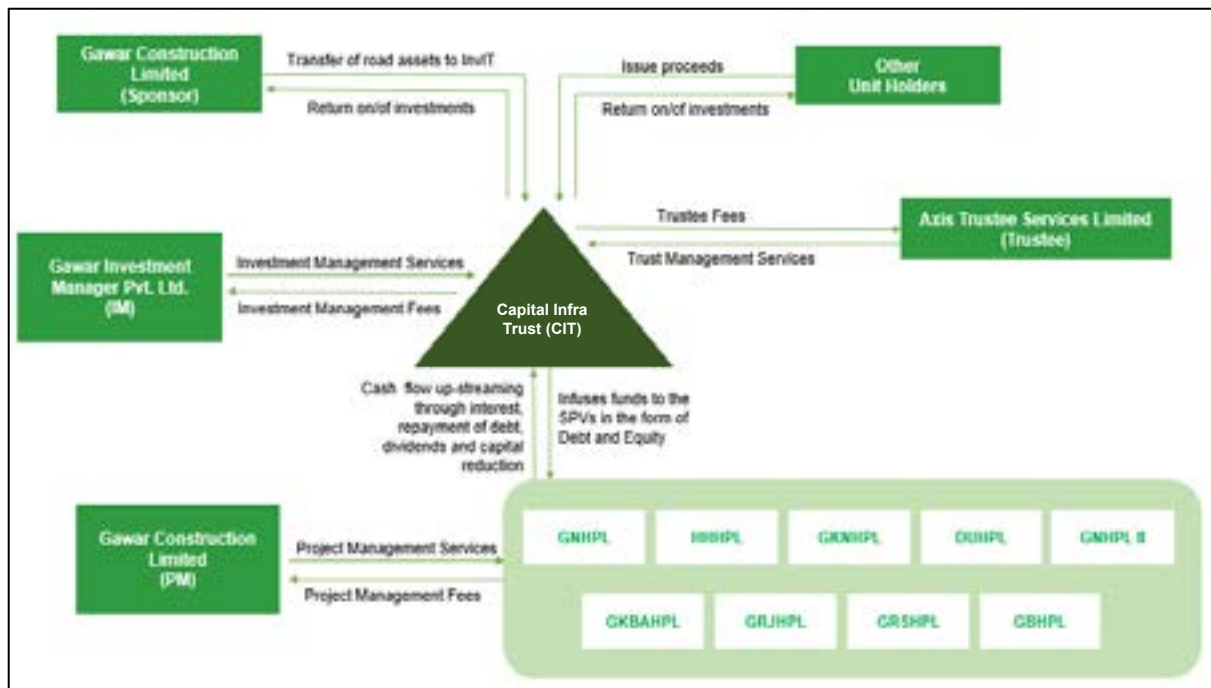 Gawar Construction
Limited
(Sponsor)
Transfer of road assets to InvIT
Return on/of investments
Issue proceeds
Return on/of investments
Other
Unit Holders
Trustee Fees
Trust Management Services
Axis Trustee Services Limited
(Trustee)
Gawar Investment
Manager Pvt. Ltd.
(IM)
Investment Management Services
Investment Management Fees
Capital Infra
Trust (CIT)
Cash flow up-streaming
through interest,
repayment of debt,
dividends and capital
reduction
Infuses funds to the
SPVs in the form of
Debt and Equity
Gawar Construction
Limited
(PM)
Project Management Services
Project Management Fees
GNHPL
HHHPL
GKNHPL
DUHPL
GNHPL II
GKBAHPL
GRJHPL
GRSHPL
GBHPL